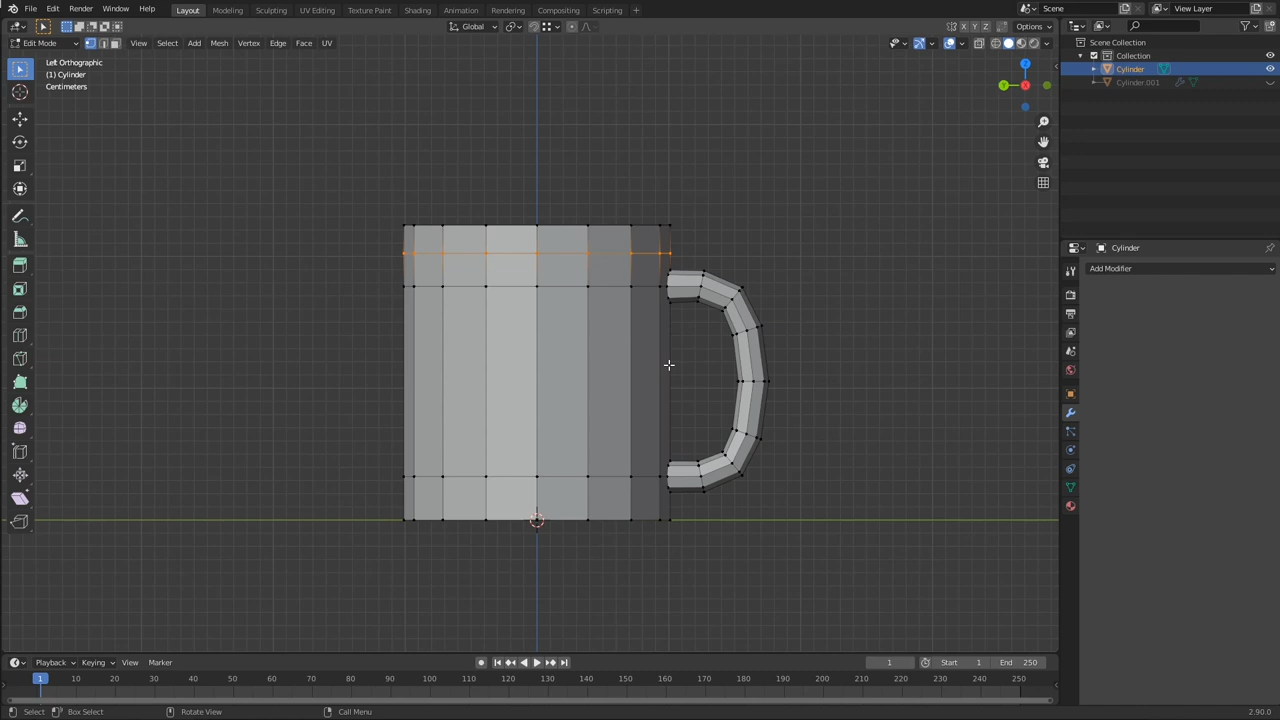 File Edit Render Window Help Layout Modeling Sculpting UV Editing Texture Paint Shading Animation Rendering Compositing Scripting + Scene View Layer
Global X Y Z Options
Edit Mode View Select Add Mesh Vertex Edge Face UV
Left Orthographic
(1) Cylinder
Centimeters
Z
Y
X
Scene Collection
Collection
Cylinder
Cylinder.001
Cylinder
Add Modifier
Playback Keying View Marker 1 Start 1 End 250
1 10 20 30 40 50 60 70 80 90 100 110 120 130 140 150 160 170 180 190 200 210 220 230 240 250
Select Box Select Rotate View Call Menu 2.90.0